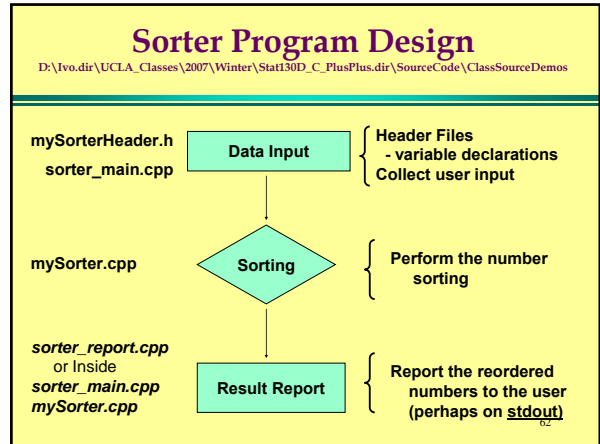 Sorter Program Design
D:\Ivo.dir\UCLA_Classes\2007\Winter\Stat130D_C_PlusPlus.dir\SourceCode\ClassSourceDemos
mySorterHeader.h
sorter_main.cpp
Data Input
Header Files
- variable declarations
Collect user input
mySorter.cpp
Sorting
Perform the number
sorting
sorter_report.cpp
or Inside
sorter_main.cpp
mySorter.cpp
Result Report
Report the reordered
numbers to the user
(perhaps on stdout)
62